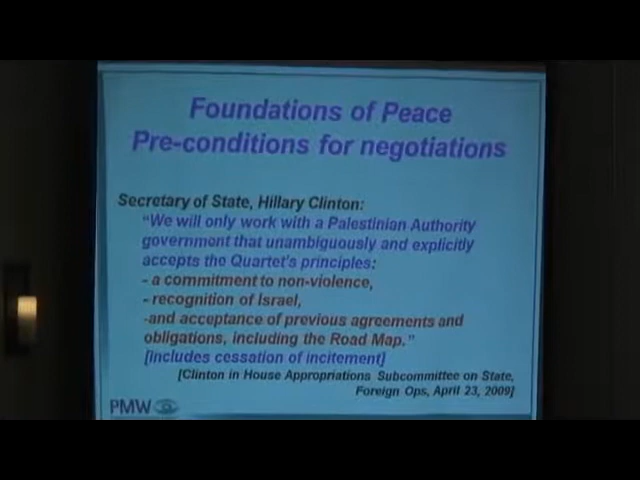 Foundations of Peace
Pre-conditions for negotiations
Secretary of State, Hillary Clinton:
"We will only work with a Palestinian Authority
government that unambiguously and explicitly
accepts the Quartet's principles:
- a commitment to non-violence,
- recognition of Israel,
-and acceptance of previous agreements and
obligations, including the Road Map."
[includes cessation of incitement]
[Clinton in House Appropriations Subcommittee on State,
Foreign Ops, April 23, 2009]
PMW